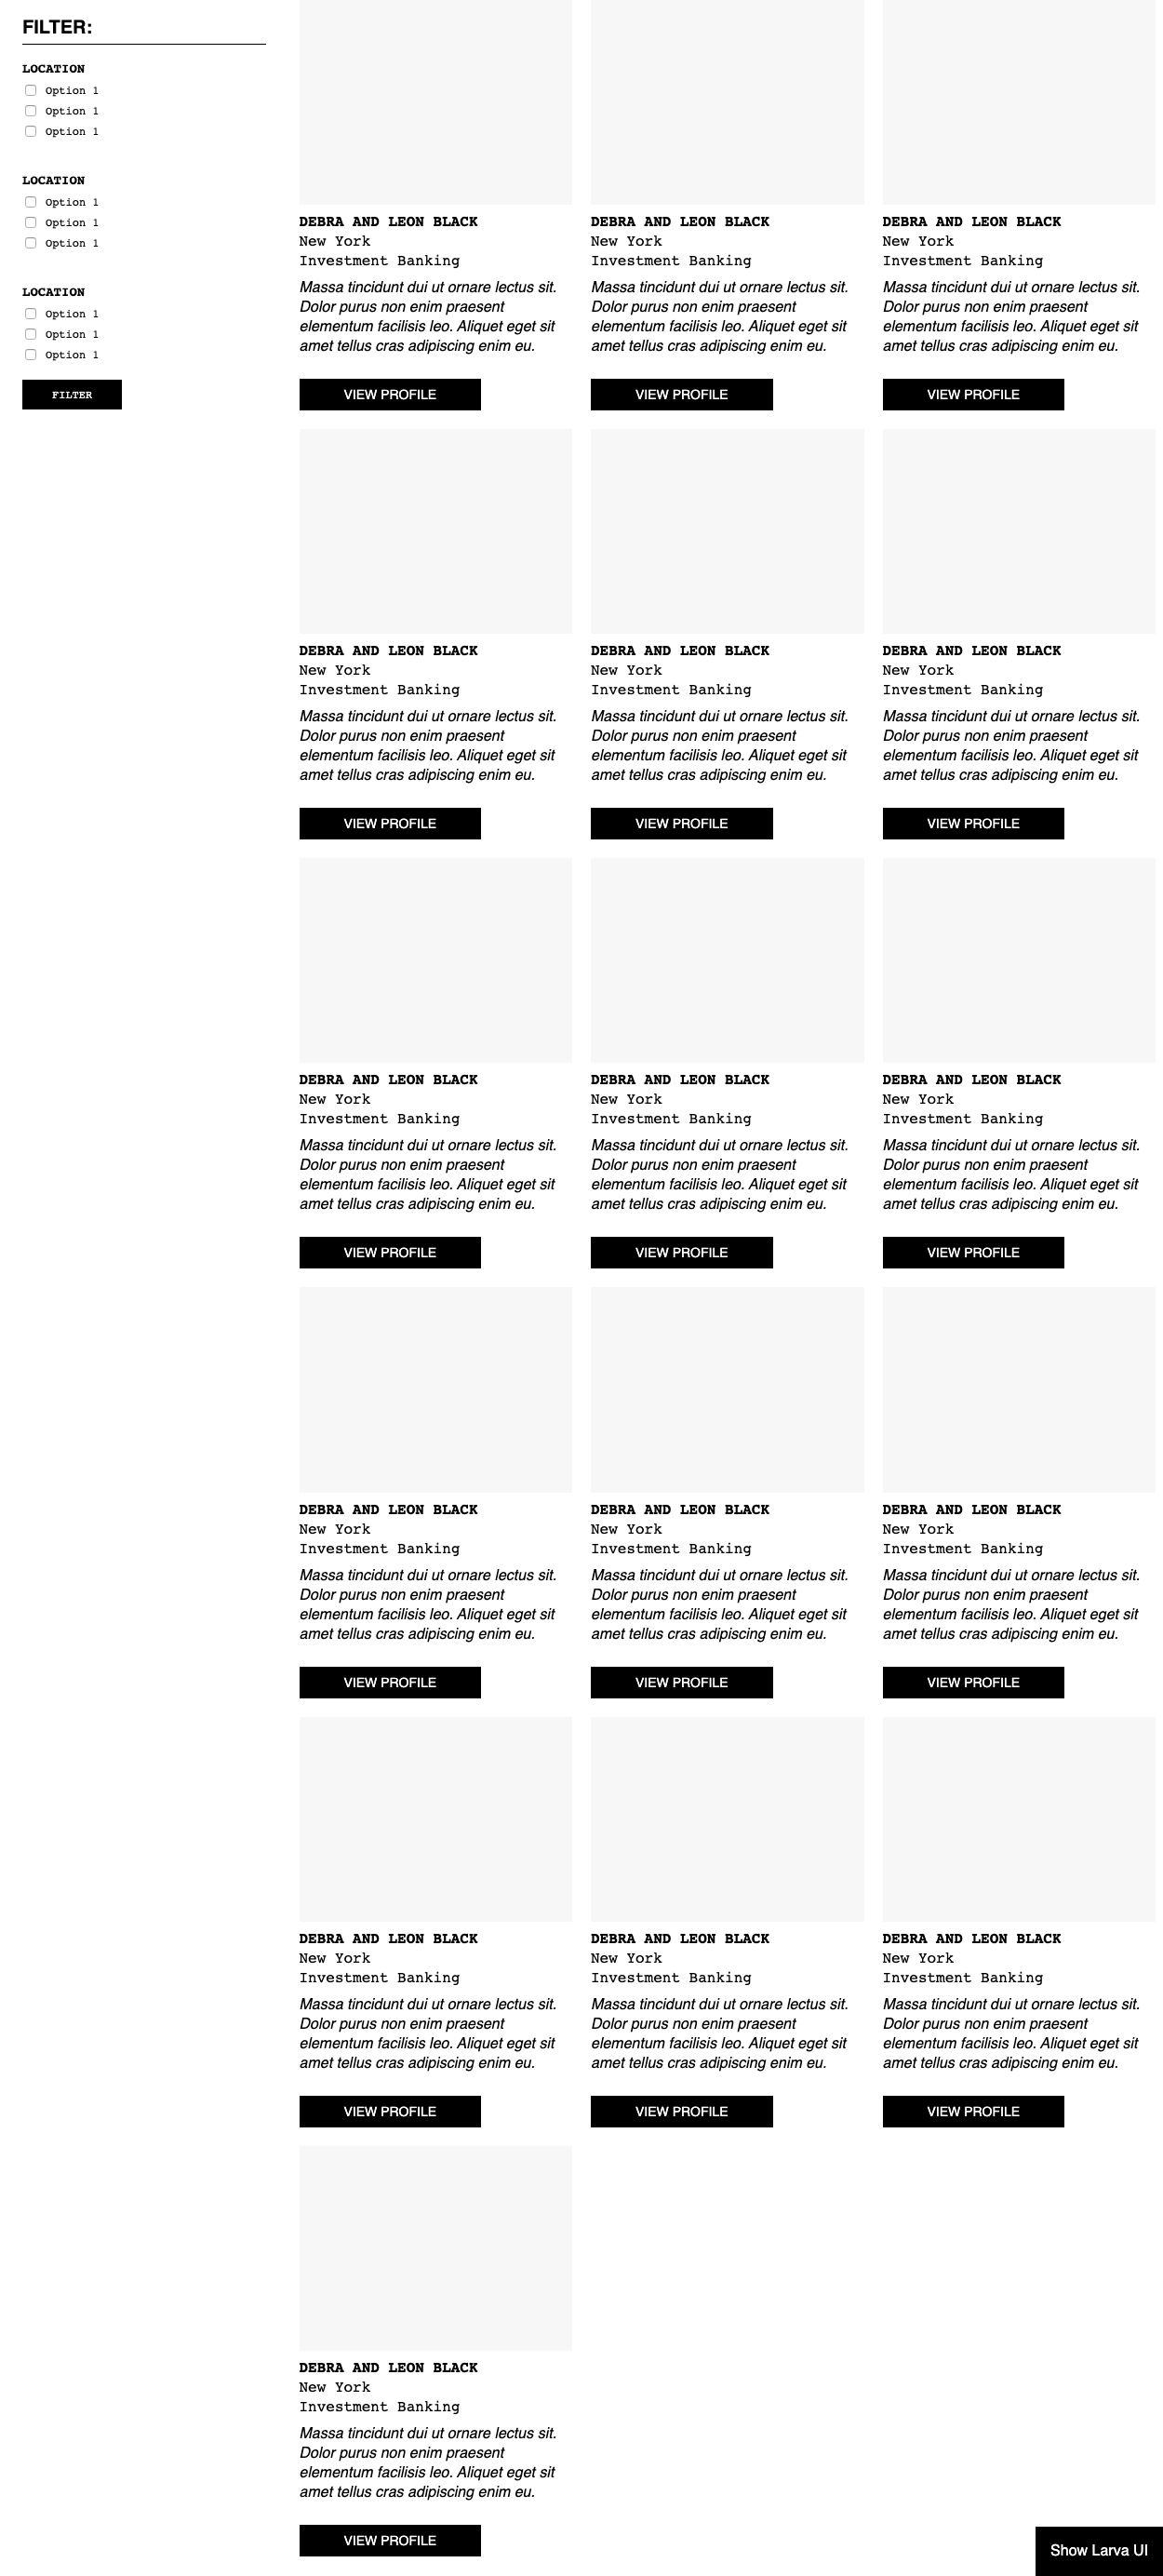 FILTER:
LOCATION
Option 1
Option 1
Option 1
LOCATION
Option 1
Option 1
Option 1
LOCATION
Option 1
Option 1
Option 1
FILTER
DEBRA AND LEON BLACK
New York
Investment Banking
Massa tincidunt dui ut ornare lectus sit.
Dolor purus non enim praesent
elementum facilisis leo. Aliquet eget sit
amet tellus cras adipiscing enim eu.
VIEW PROFILE
DEBRA AND LEON BLACK
New York
Investment Banking
Massa tincidunt dui ut ornare lectus sit.
Dolor purus non enim praesent
elementum facilisis leo. Aliquet eget sit
amet tellus cras adipiscing enim eu.
VIEW PROFILE
DEBRA AND LEON BLACK
New York
Investment Banking
Massa tincidunt dui ut ornare lectus sit.
Dolor purus non enim praesent
elementum facilisis leo. Aliquet eget sit
amet tellus cras adipiscing enim eu.
VIEW PROFILE
DEBRA AND LEON BLACK
New York
Investment Banking
Massa tincidunt dui ut ornare lectus sit.
Dolor purus non enim praesent
elementum facilisis leo. Aliquet eget sit
amet tellus cras adipiscing enim eu.
VIEW PROFILE
DEBRA AND LEON BLACK
New York
Investment Banking
Massa tincidunt dui ut ornare lectus sit.
Dolor purus non enim praesent
elementum facilisis leo. Aliquet eget sit
amet tellus cras adipiscing enim eu.
VIEW PROFILE
DEBRA AND LEON BLACK
New York
Investment Banking
Massa tincidunt dui ut ornare lectus sit.
Dolor purus non enim praesent
elementum facilisis leo. Aliquet eget sit
amet tellus cras adipiscing enim eu.
VIEW PROFILE
DEBRA AND LEON BLACK
New York
Investment Banking
Massa tincidunt dui ut ornare lectus sit.
Dolor purus non enim praesent
elementum facilisis leo. Aliquet eget sit
amet tellus cras adipiscing enim eu.
VIEW PROFILE
DEBRA AND LEON BLACK
New York
Investment Banking
Massa tincidunt dui ut ornare lectus sit.
Dolor purus non enim praesent
elementum facilisis leo. Aliquet eget sit
amet tellus cras adipiscing enim eu.
VIEW PROFILE
DEBRA AND LEON BLACK
New York
Investment Banking
Massa tincidunt dui ut ornare lectus sit.
Dolor purus non enim praesent
elementum facilisis leo. Aliquet eget sit
amet tellus cras adipiscing enim eu.
VIEW PROFILE
DEBRA AND LEON BLACK
New York
Investment Banking
Massa tincidunt dui ut ornare lectus sit.
Dolor purus non enim praesent
elementum facilisis leo. Aliquet eget sit
amet tellus cras adipiscing enim eu.
VIEW PROFILE
DEBRA AND LEON BLACK
New York
Investment Banking
Massa tincidunt dui ut ornare lectus sit.
Dolor purus non enim praesent
elementum facilisis leo. Aliquet eget sit
amet tellus cras adipiscing enim eu.
VIEW PROFILE
DEBRA AND LEON BLACK
New York
Investment Banking
Massa tincidunt dui ut ornare lectus sit.
Dolor purus non enim praesent
elementum facilisis leo. Aliquet eget sit
amet tellus cras adipiscing enim eu.
VIEW PROFILE
DEBRA AND LEON BLACK
New York
Investment Banking
Massa tincidunt dui ut ornare lectus sit.
Dolor purus non enim praesent
elementum facilisis leo. Aliquet eget sit
amet tellus cras adipiscing enim eu.
VIEW PROFILE
DEBRA AND LEON BLACK
New York
Investment Banking
Massa tincidunt dui ut ornare lectus sit.
Dolor purus non enim praesent
elementum facilisis leo. Aliquet eget sit
amet tellus cras adipiscing enim eu.
VIEW PROFILE
DEBRA AND LEON BLACK
New York
Investment Banking
Massa tincidunt dui ut ornare lectus sit.
Dolor purus non enim praesent
elementum facilisis leo. Aliquet eget sit
amet tellus cras adipiscing enim eu.
VIEW PROFILE
DEBRA AND LEON BLACK
New York
Investment Banking
Massa tincidunt dui ut ornare lectus sit.
Dolor purus non enim praesent
elementum facilisis leo. Aliquet eget sit
amet tellus cras adipiscing enim eu.
VIEW PROFILE
Show Larva UI